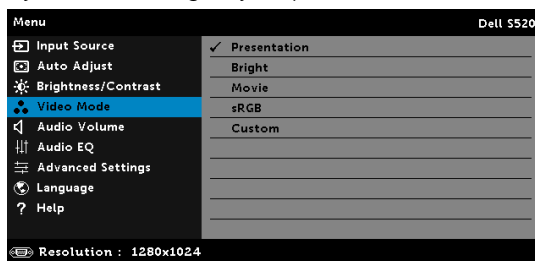 Menu
Dell S520
Input Source
Auto Adjust
Brightness/Contrast
Video Mode
Audio Volume
Audio EQ
Advanced Settings
Language
? Help
✓ Presentation
Bright
Movie
sRGB
Custom
Resolution : 1280x1024